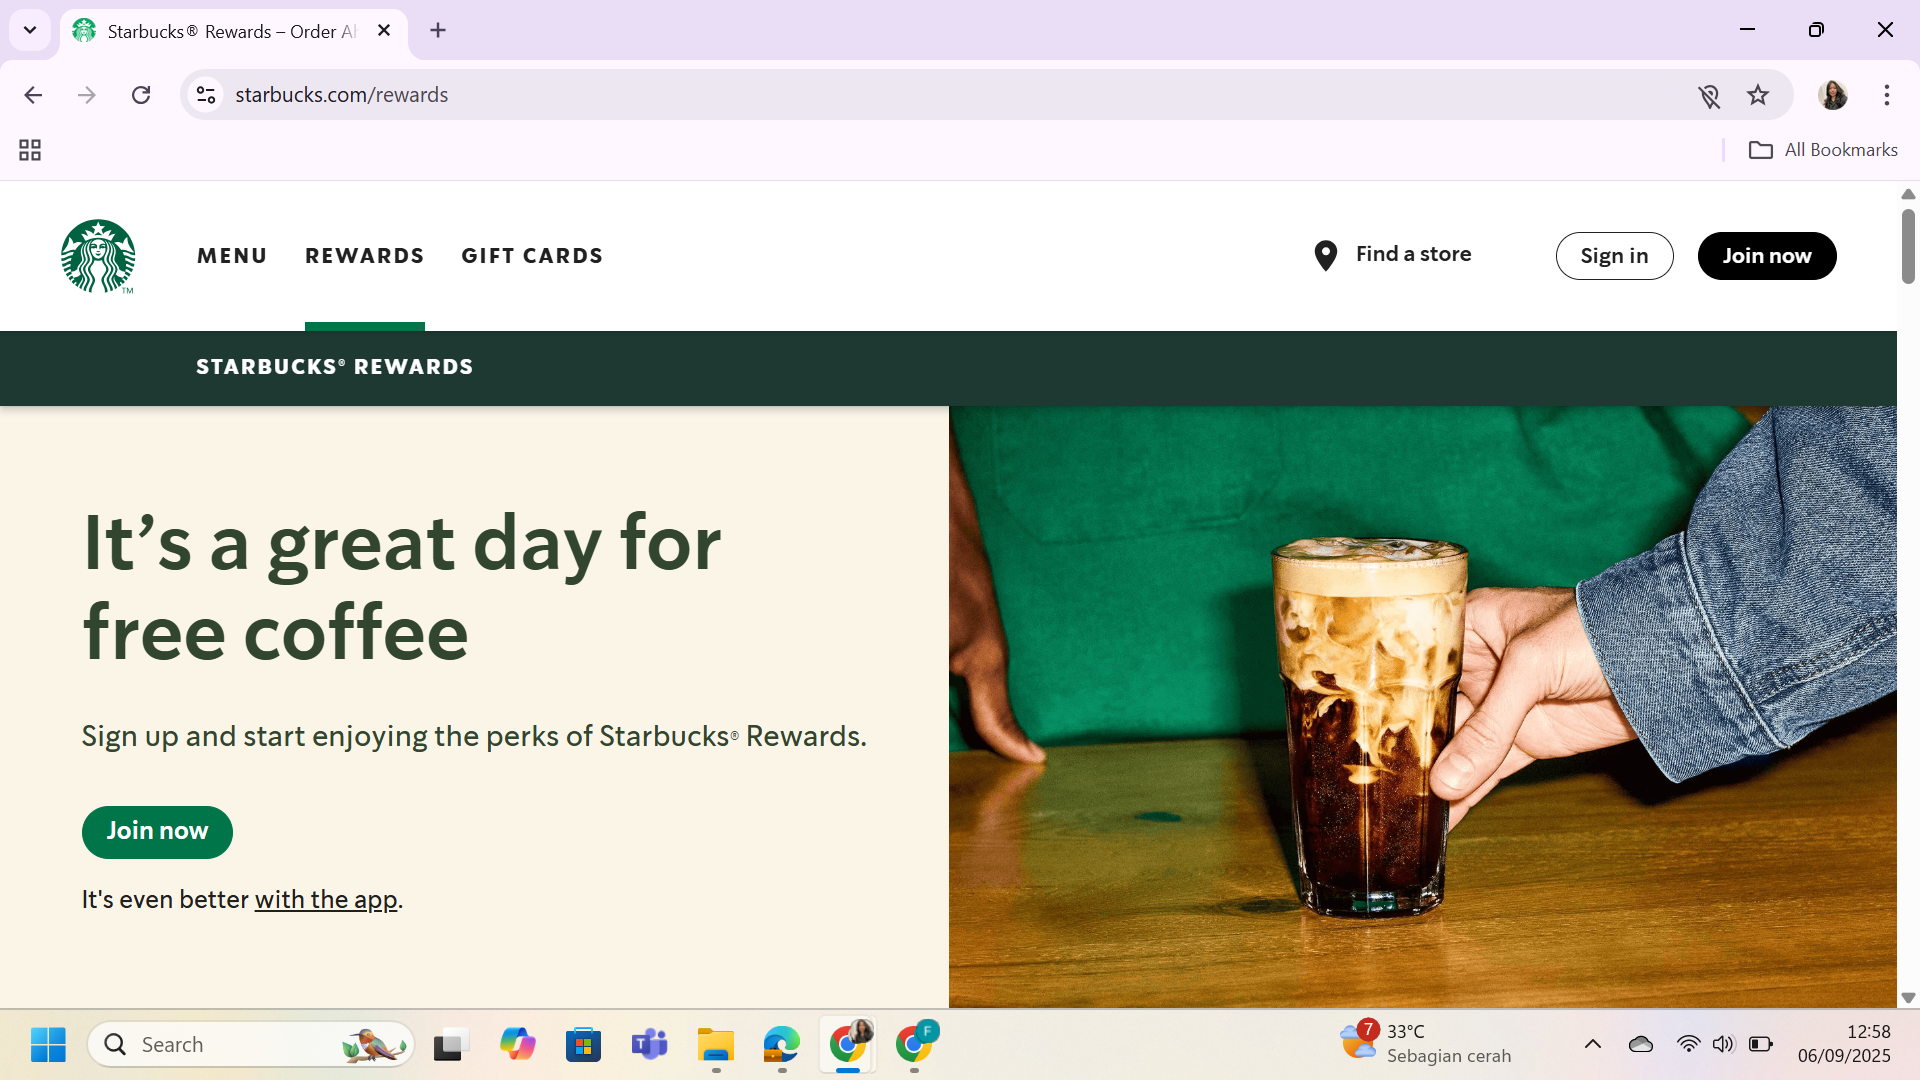 Starbucks® Rewards – Order Ah
starbucks.com/rewards
All Bookmarks
MENU REWARDS GIFT CARDS Find a store Sign in Join now
TM
STARBUCKS® REWARDS
It’s a great day for
free coffee
Sign up and start enjoying the perks of Starbucks® Rewards.
Join now
It's even better with the app.
Search
T
F
7
33°C
Sebagian cerah
12:58
06/09/2025